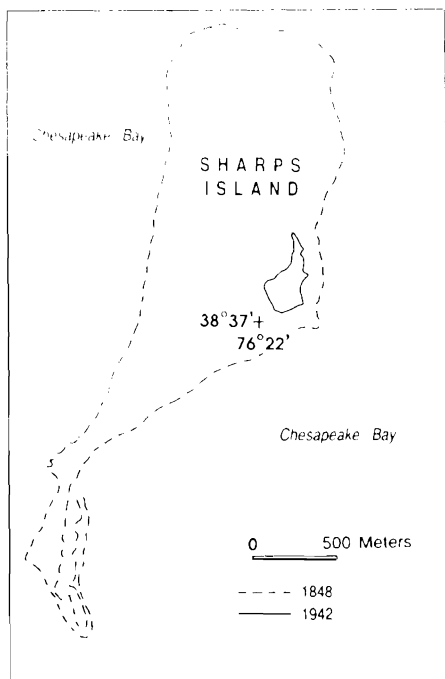 Chesapeake Bay
SHARPS
ISLAND
38°37'+
76°22'
Chesapeake Bay
0 500 Meters
1848
1942